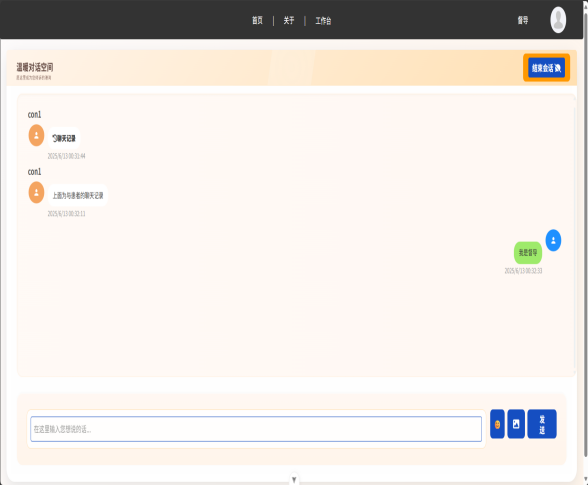 首页 关于 工作台 督导
温暖对话空间
结束会话
con1
聊天记录
2025/6/13 00:31:44
con1
上面为与患者的聊天记录
2025/6/13 00:32:11
我是督导
2025/6/13 00:32:33
在这里输入您想说的话...
发送